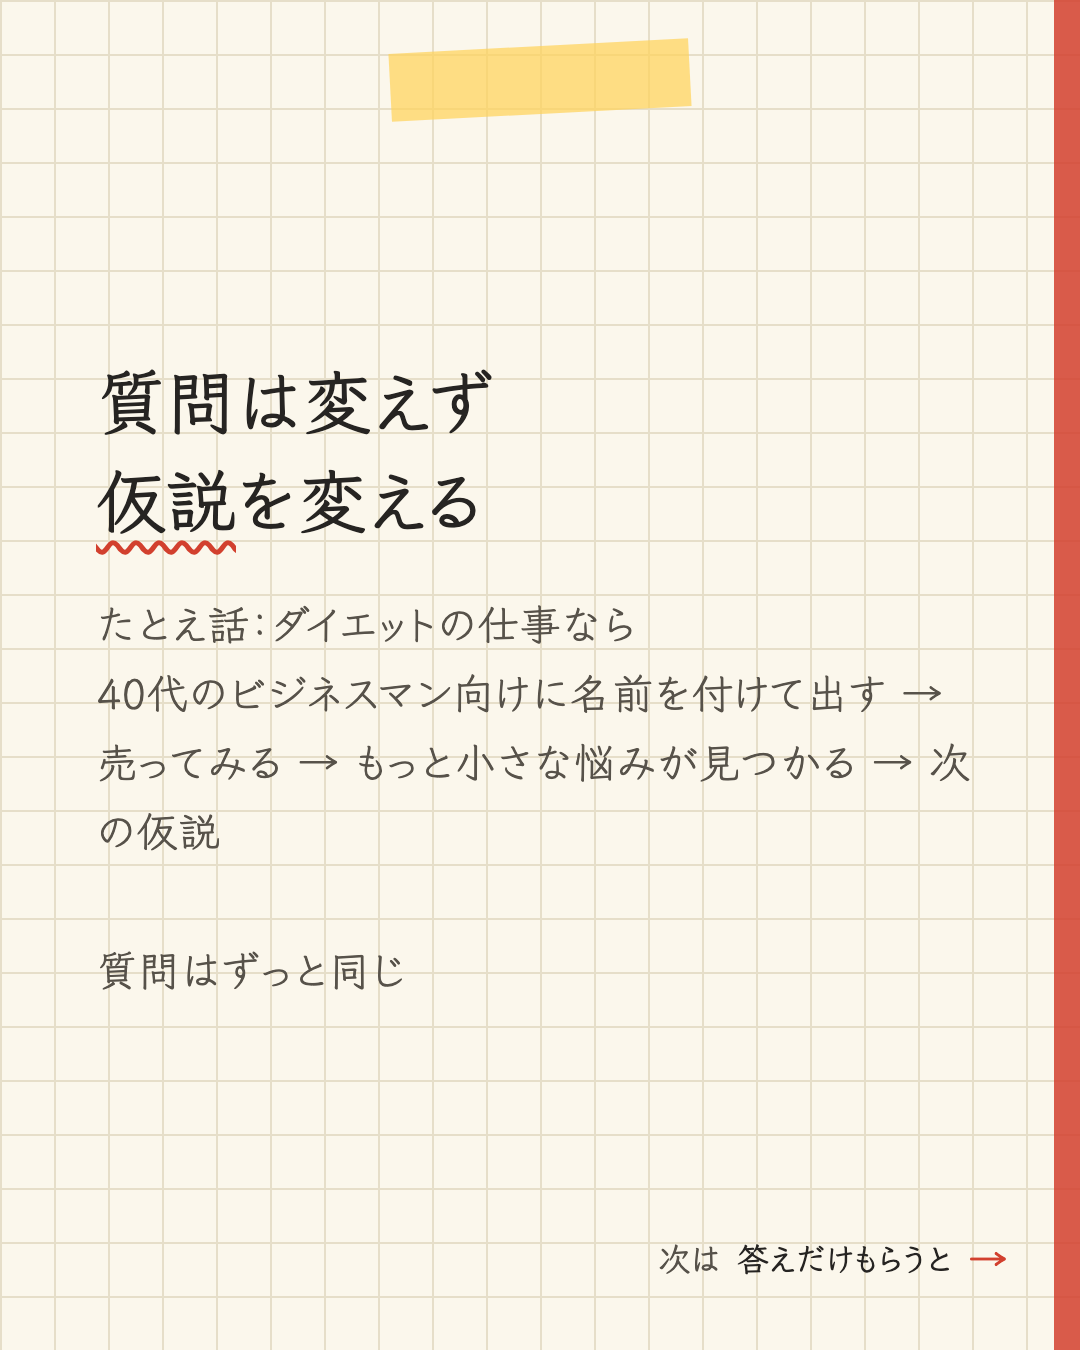 質問は変えず
仮説を変える
たとえ話：ダイエットの仕事なら
40代のビジネスマン向けに名前を付けて出す →
売ってみる → もっと小さな悩みが見つかる → 次
の仮説
質問はずっと同じ
次は 答えだけもらうと →